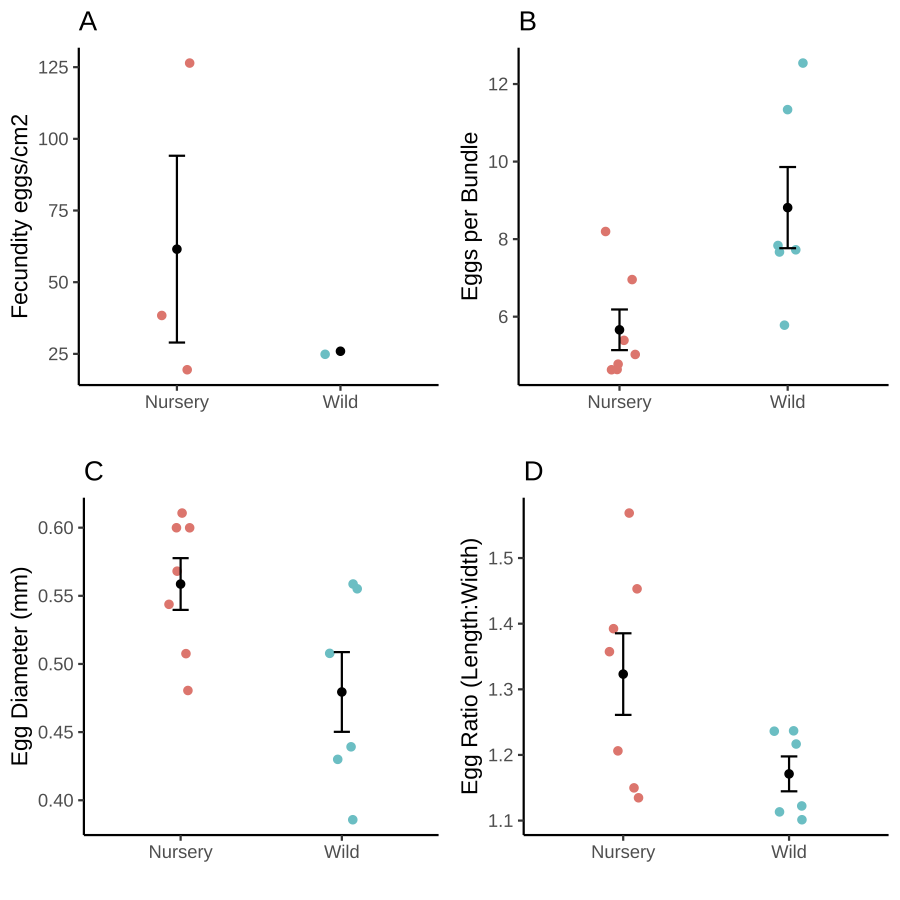 A
Fecundity eggs/cm2
125
100
75
50
25
Nursery Wild
B
Eggs per Bundle
12
10
8
6
Nursery Wild
C
Egg Diameter (mm)
0.60
0.55
0.50
0.45
0.40
Nursery Wild
D
Egg Ratio (Length:Width)
1.5
1.4
1.3
1.2
1.1
Nursery Wild